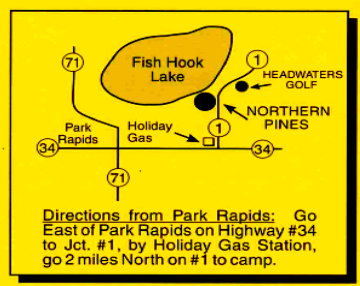 71
Fish Hook
Lake
1
HEADWATERS
GOLF
NORTHERN
PINES
Park
Rapids
Holiday
Gas
1
34
34
71
Directions from Park Rapids: Go
East of Park Rapids on Highway #34
to Jct. #1, by Holiday Gas Station,
go 2 miles North on #1 to camp.